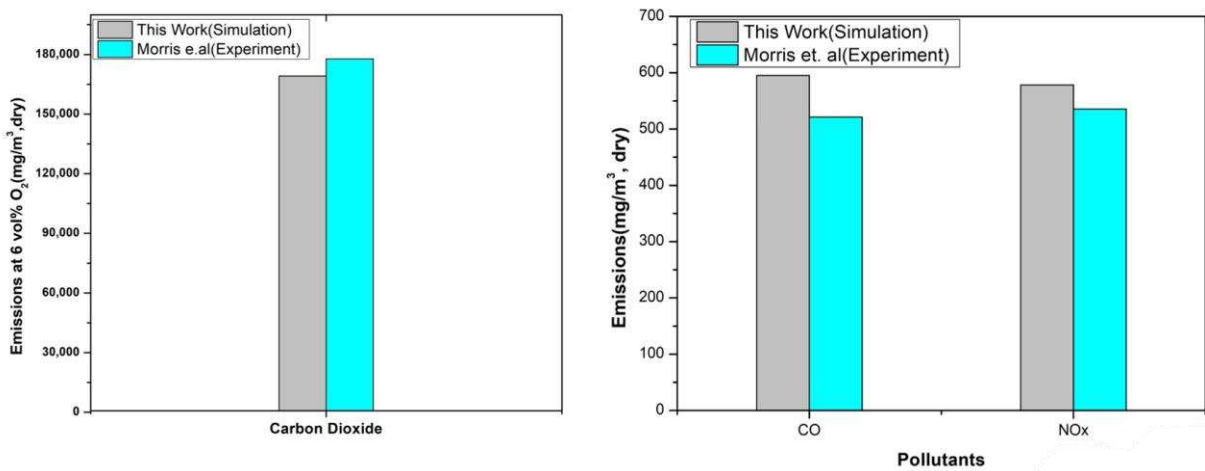 This Work(Simulation)
Morris e.al(Experiment)
Emissions at 6 vol% O₂(mg/m³,dry)
180,000
150,000
120,000
90,000
60,000
30,000
0
Carbon Dioxide
This Work(Simulation)
Morris et. al(Experiment)
Emissions(mg/m³, dry)
700
600
500
400
300
200
100
0
CO
NOx
Pollutants